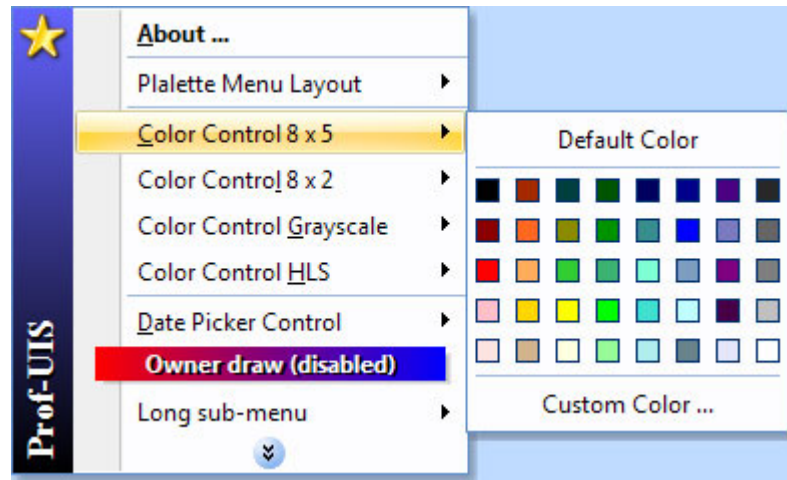 About ...
Plalette Menu Layout
Color Control 8 x 5
Color Control 8 x 2
Color Control Grayscale
Color Control HLS
Date Picker Control
Owner draw (disabled)
Long sub-menu
Prof-UIS
Default Color
Custom Color ...